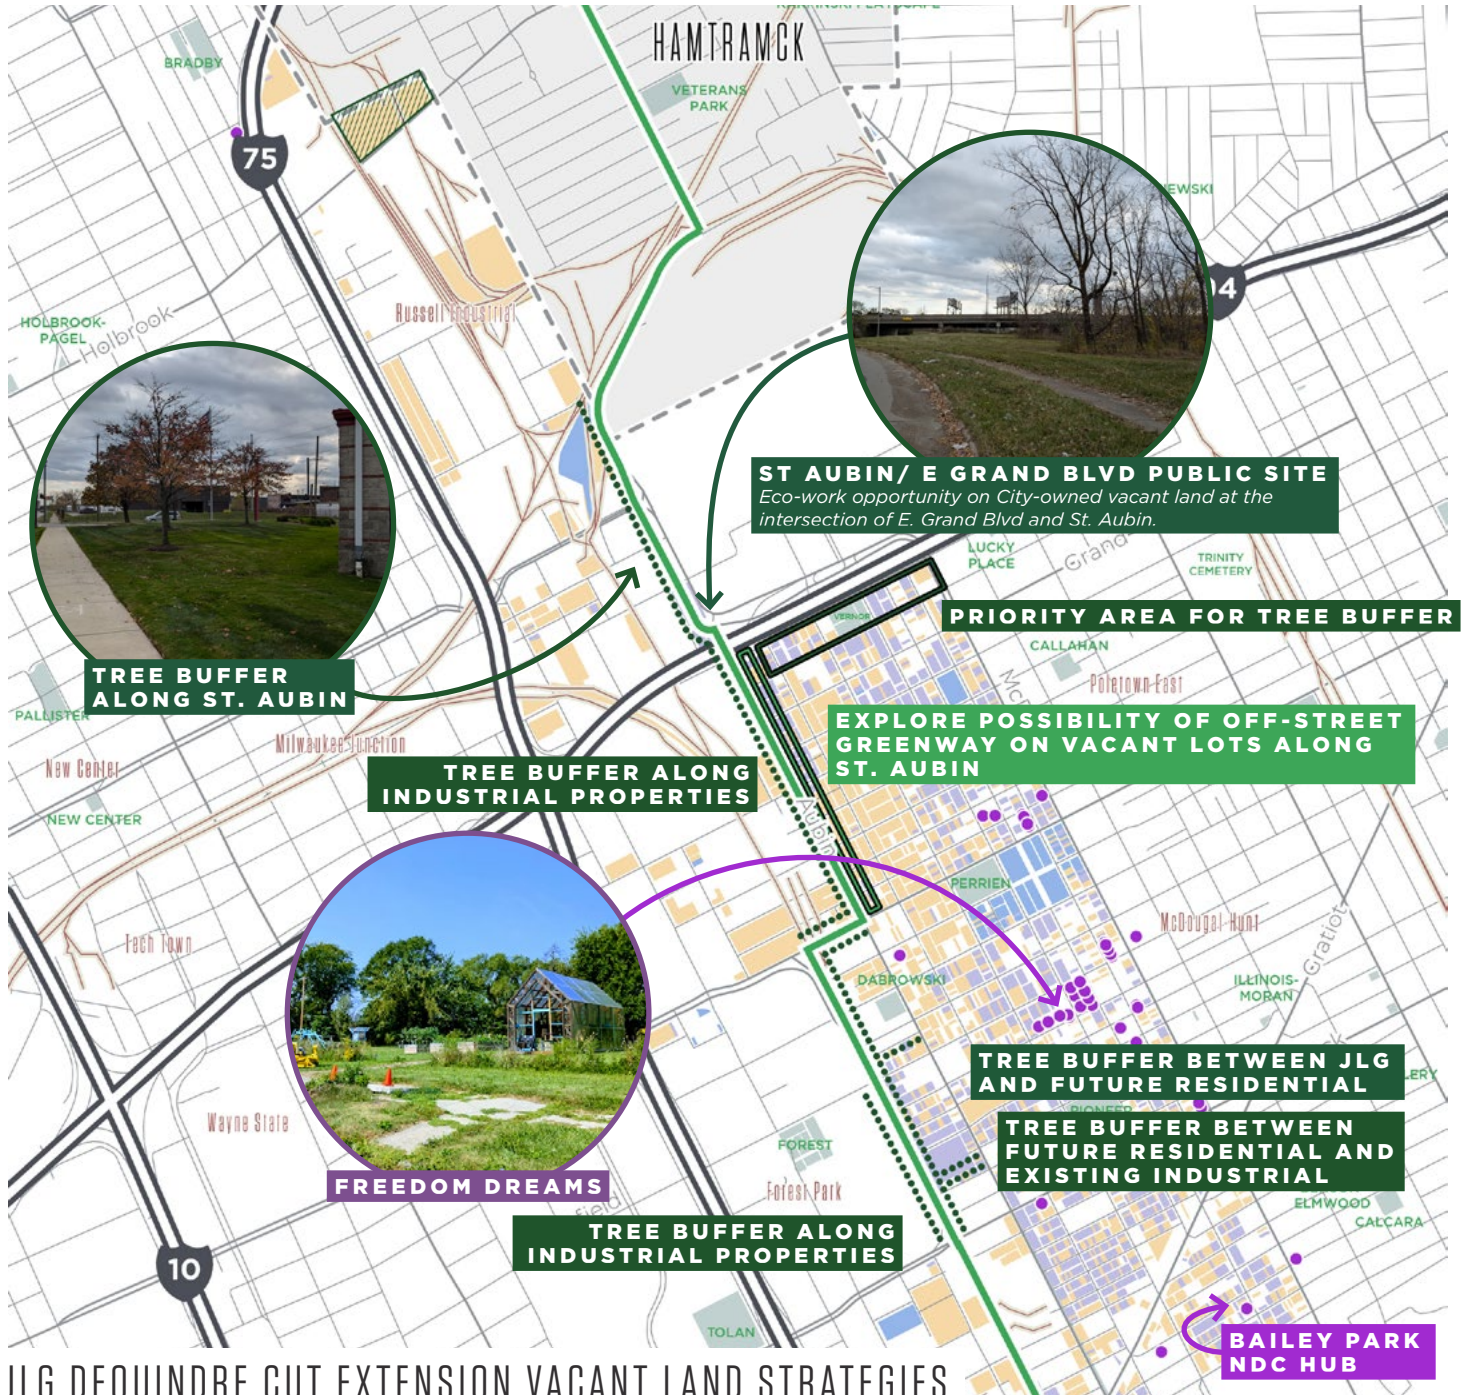 HAMTRAMCK
BRADBY
VETERANS
PARK
75
HOLBROOK-
PAGEL
Holbrook
Russell Industrial
ST AUBIN/ E GRAND BLVD PUBLIC SITE
Eco-work opportunity on City-owned vacant land at the
intersection of E. Grand Blvd and St. Aubin.
LUCKY
PLACE
Grand
TRINITY
CEMETERY
VERNOR
PRIORITY AREA FOR TREE BUFFER
CALLAHAN
Poletown East
TREE BUFFER
ALONG ST. AUBIN
PALLISTER
New Center
Milwaukee Junction
NEW CENTER
EXPLORE POSSIBILITY OF OFF-STREET
GREENWAY ON VACANT LOTS ALONG
ST. AUBIN
TREE BUFFER ALONG
INDUSTRIAL PROPERTIES
Aubin
PERRIEN
McDougal Hunt
Gratiot
Tech Town
DABROWSKI
ILLINOIS-
MORAN
TREE BUFFER BETWEEN JLG
AND FUTURE RESIDENTIAL
PIONEER
TREE BUFFER BETWEEN
FUTURE RESIDENTIAL AND
EXISTING INDUSTRIAL
Wayne State
FOREST
Forest Park
FREEDOM DREAMS
ELMWOOD
CALCARA
TREE BUFFER ALONG
INDUSTRIAL PROPERTIES
10
TOLAN
BAILEY PARK
NDC HUB
JLG DEQUINDRE CUT EXTENSION VACANT LAND STRATEGIES